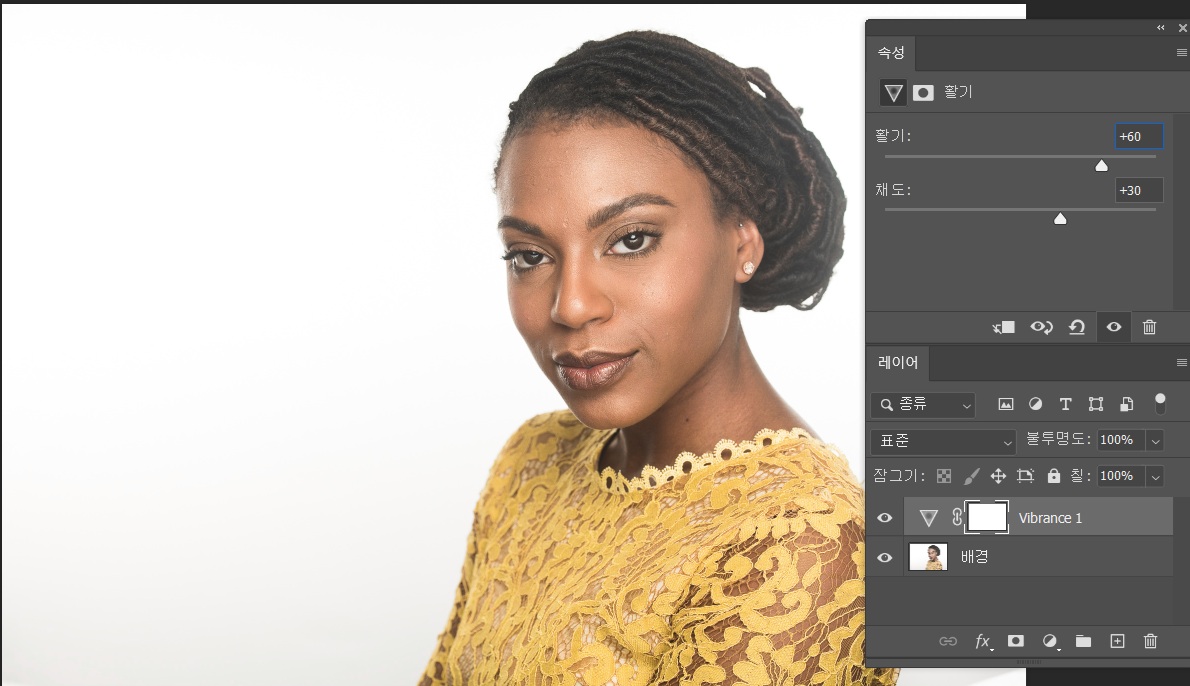 속성
활기
활기: +60
채도: +30
레이어
종류
표준 불투명도: 100%
잠그기: 칠: 100%
Vibrance 1
배경
fx